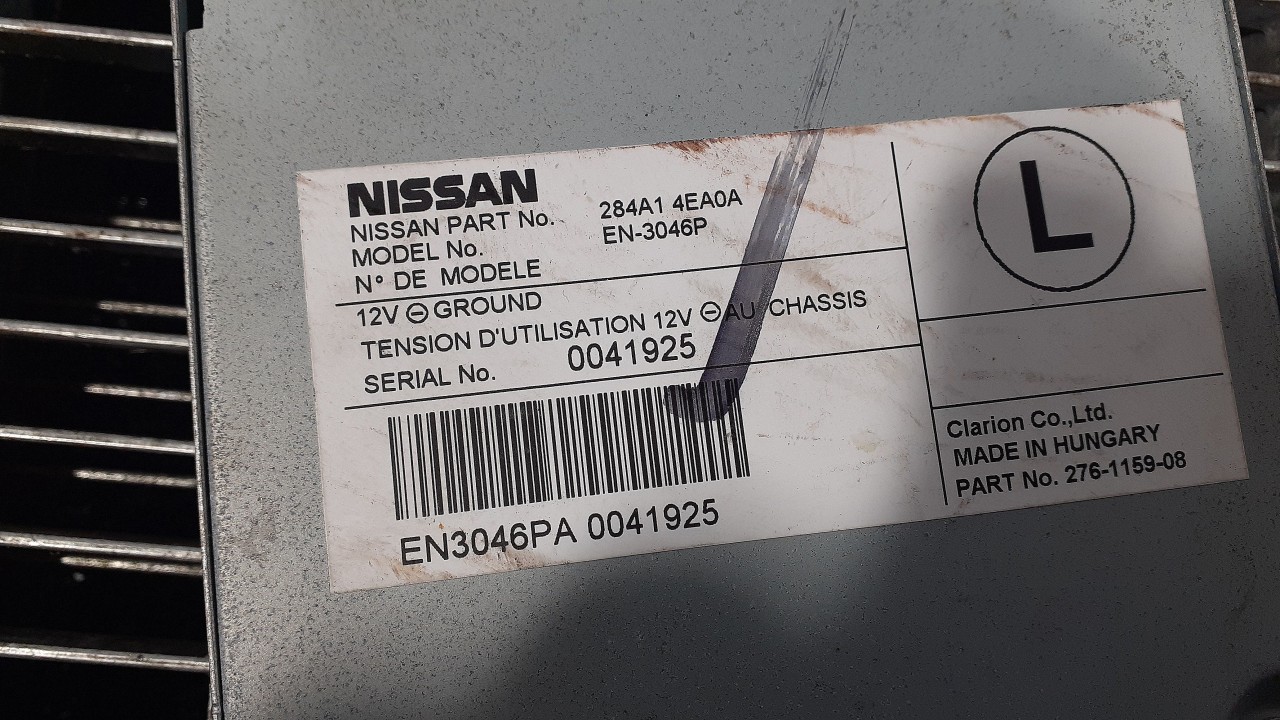 NISSAN
NISSAN PART No. 284A1 4EA0A
MODEL No. EN-3046P
N° DE MODELE
12V ⊖ GROUND
TENSION D'UTILISATION 12V ⊖ AU CHASSIS
SERIAL No. 0041925
EN3046PA 0041925
L
Clarion Co.,Ltd.
MADE IN HUNGARY
PART No. 276-1159-08